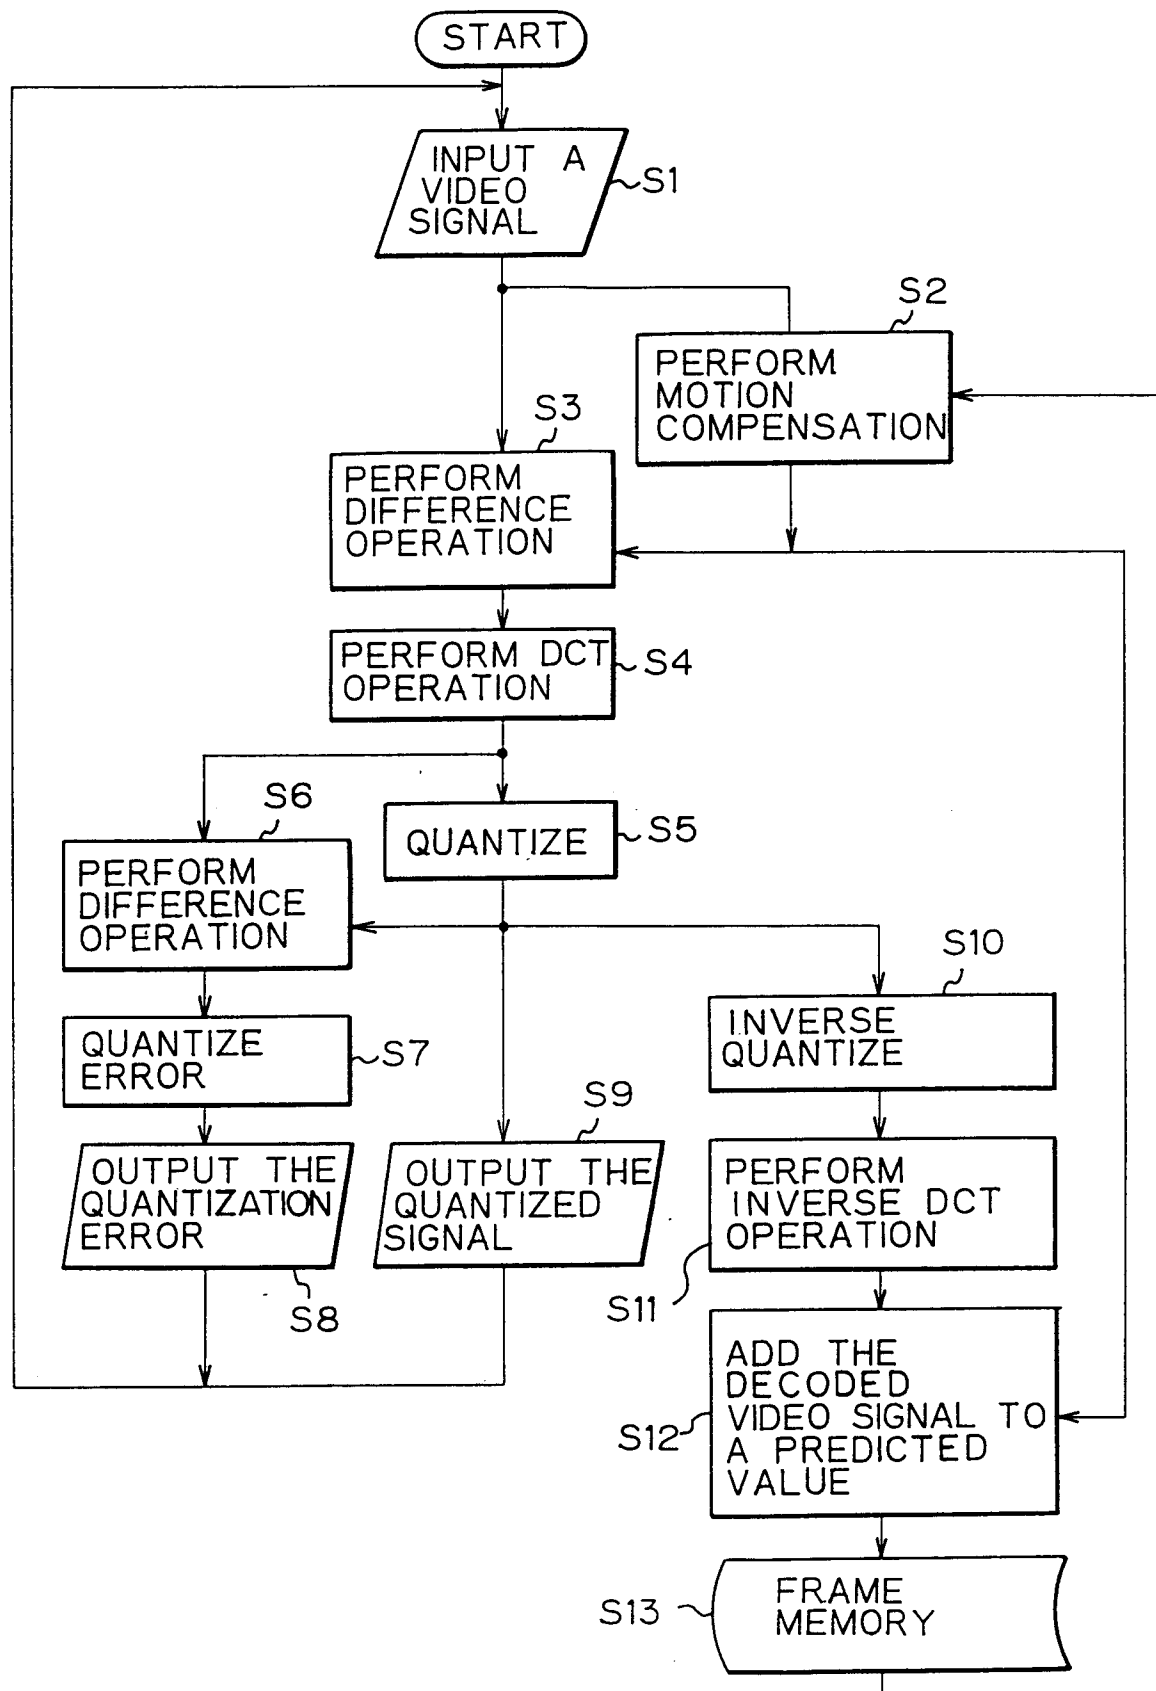 START
INPUT A
VIDEO
SIGNAL
S1
S2
PERFORM
MOTION
COMPENSATION
S3
PERFORM
DIFFERENCE
OPERATION
PERFORM DCT
OPERATION
S4
S6
S5
QUANTIZE
PERFORM
DIFFERENCE
OPERATION
S10
INVERSE
QUANTIZE
QUANTIZE
ERROR
S7
S9
OUTPUT THE
QUANTIZATION
ERROR
S8
OUTPUT THE
QUANTIZED
SIGNAL
PERFORM
INVERSE DCT
OPERATION
S11
ADD THE
DECODED
VIDEO SIGNAL TO
A PREDICTED
VALUE
S12
FRAME
MEMORY
S13